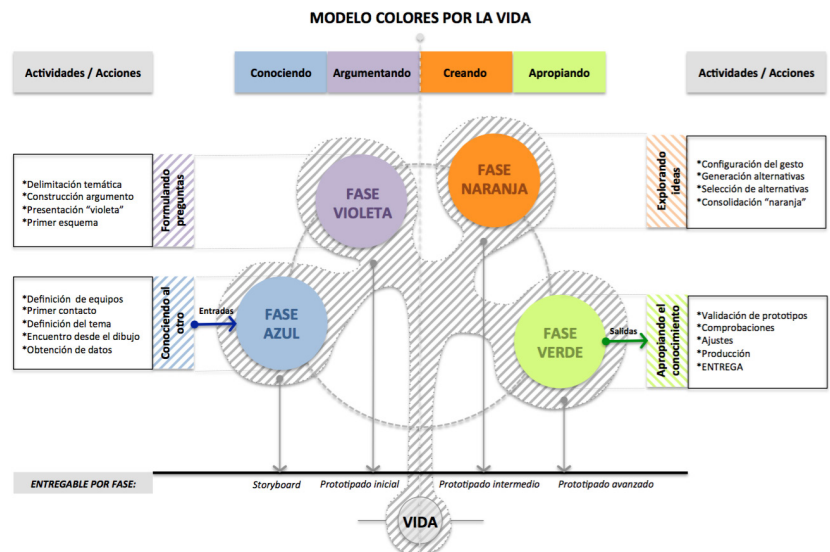 MODELO COLORES POR LA VIDA
Actividades / Acciones
Conociendo
Argumentando
Creando
Apropiando
Actividades / Acciones
*Delimitación temática
*Construcción argumento
*Presentación “violeta”
*Primer esquema
Formulando
preguntas
FASE
VIOLETA
FASE
NARANJA
Explorando
ideas
*Configuración del gesto
*Generación alternativas
*Selección de alternativas
*Consolidación “naranja”
*Definición de equipos
*Primer contacto
*Definición del tema
*Encuentro desde el dibujo
*Obtención de datos
Conociendo al
otro
Entradas
FASE
AZUL
FASE
VERDE
Salidas
Apropiando el
conocimiento
*Validación de prototipos
*Comprobaciones
*Ajustes
*Producción
*ENTREGA
ENTREGABLE POR FASE:
Storyboard
Prototipado inicial
Prototipado intermedio
Prototipado avanzado
VIDA